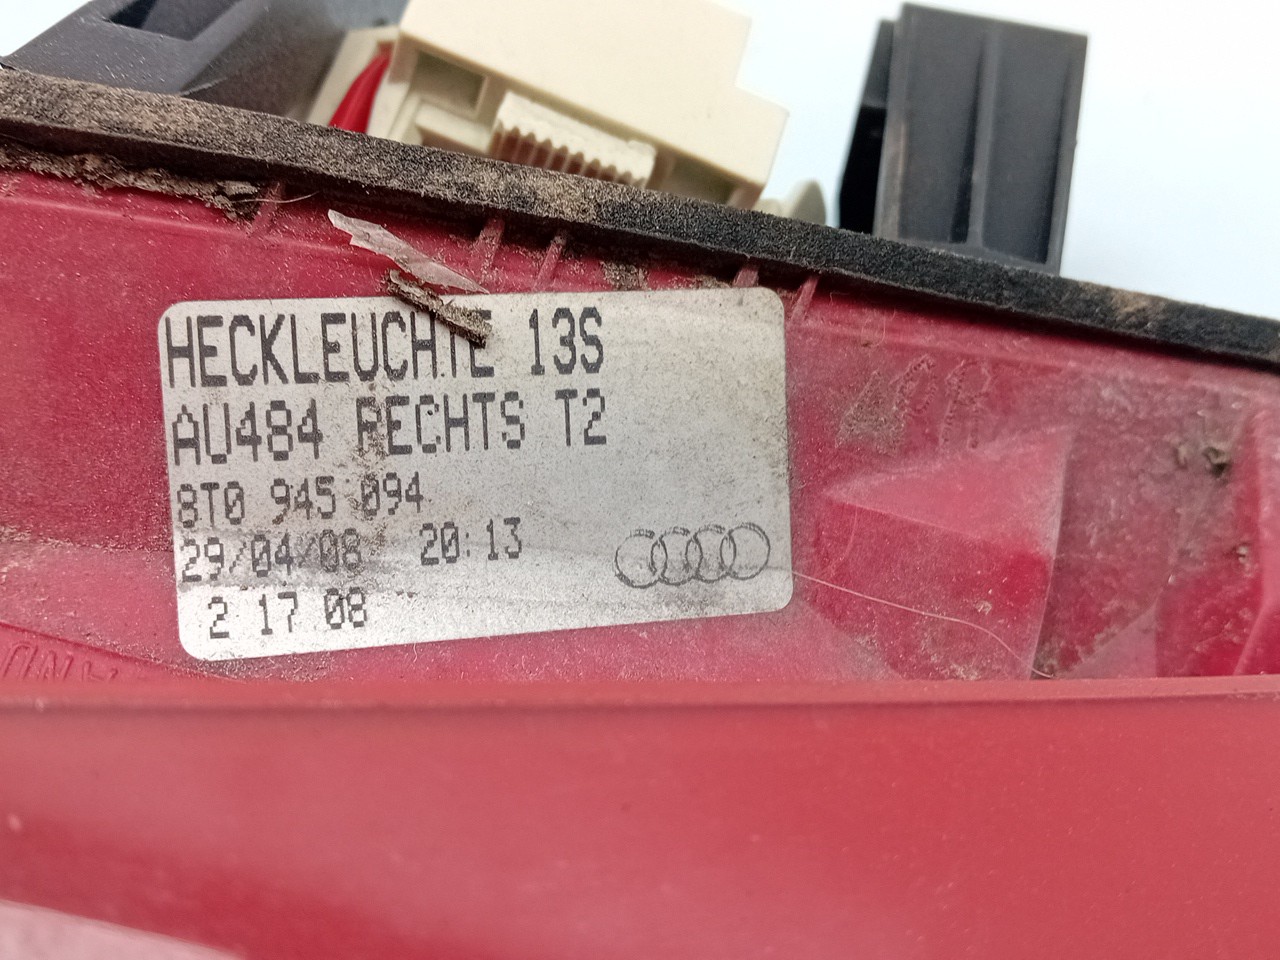 HECKLEUCHTE 13S
AU484 RECHTS T2
8T0 945 094
29/04/08 20:13
2 17 08